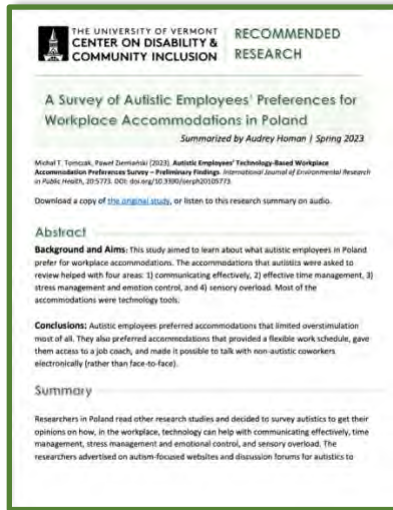 THE UNIVERSITY OF VERMONT
CENTER ON DISABILITY &
COMMUNITY INCLUSION
RECOMMENDED
RESEARCH
A Survey of Autistic Employees' Preferences for
Workplace Accommodations in Poland
Summarized by Audrey Homan | Spring 2023
Michał T. Tomczak, Paweł Ziemiański (2023). Autistic Employees' Technology-Based Workplace
Accommodation Preferences Survey – Preliminary Findings. International Journal of Environmental Research
in Public Health, 20:5773. DOI: doi.org/10.3390/ijerph20105773.
Download a copy of the original study, or listen to this research summary on audio.
Abstract
Background and Aims: This study aimed to learn about what autistic employees in Poland
prefer for workplace accommodations. The accommodations that autistics were asked to
review helped with four areas: 1) communicating effectively, 2) effective time management, 3)
stress management and emotion control, and 4) sensory overload. Most of the
accommodations were technology tools.
Conclusions: Autistic employees preferred accommodations that limited overstimulation
most of all. They also preferred accommodations that provided a flexible work schedule, gave
them access to a job coach, and made it possible to talk with non-autistic coworkers
electronically (rather than face-to-face).
Summary
Researchers in Poland read other research studies and decided to survey autistics to get their
opinions on how, in the workplace, technology can help with communicating effectively, time
management, stress management and emotional control, and sensory overload. The
researchers advertised on autism-focused websites and discussion forums for autistics to